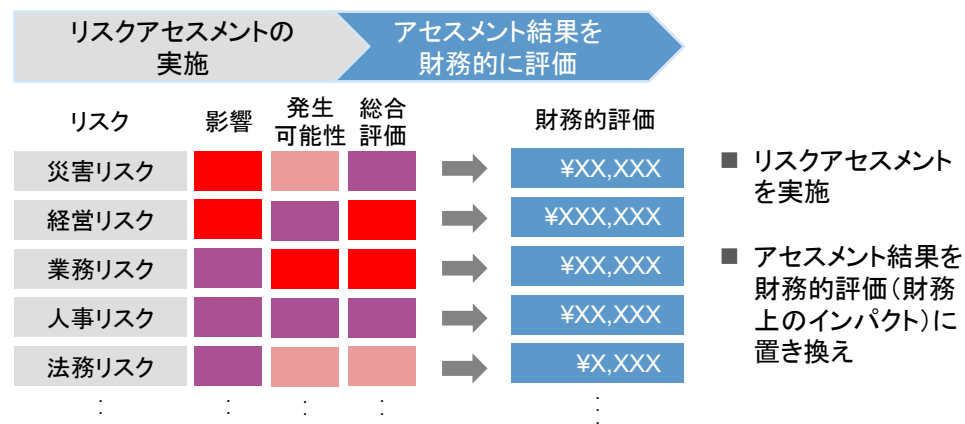 リスクアセスメントの
実施
アセスメント結果を
財務的に評価
リスク
影響
発生
可能性
総合
評価
財務的評価
災害リスク
¥XX,XXX
経営リスク
¥XXX,XXX
業務リスク
¥XX,XXX
人事リスク
¥XX,XXX
法務リスク
¥X,XXX
: : : : :
■ リスクアセスメント
を実施
■ アセスメント結果を
財務的評価(財務
上のインパクト)に
置き換え